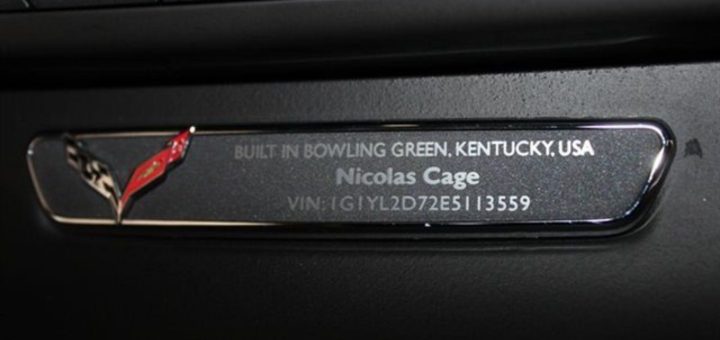 BUILT IN BOWLING GREEN, KENTUCKY, USA
Nicolas Cage
VIN: 1G1YL2D72E5113559